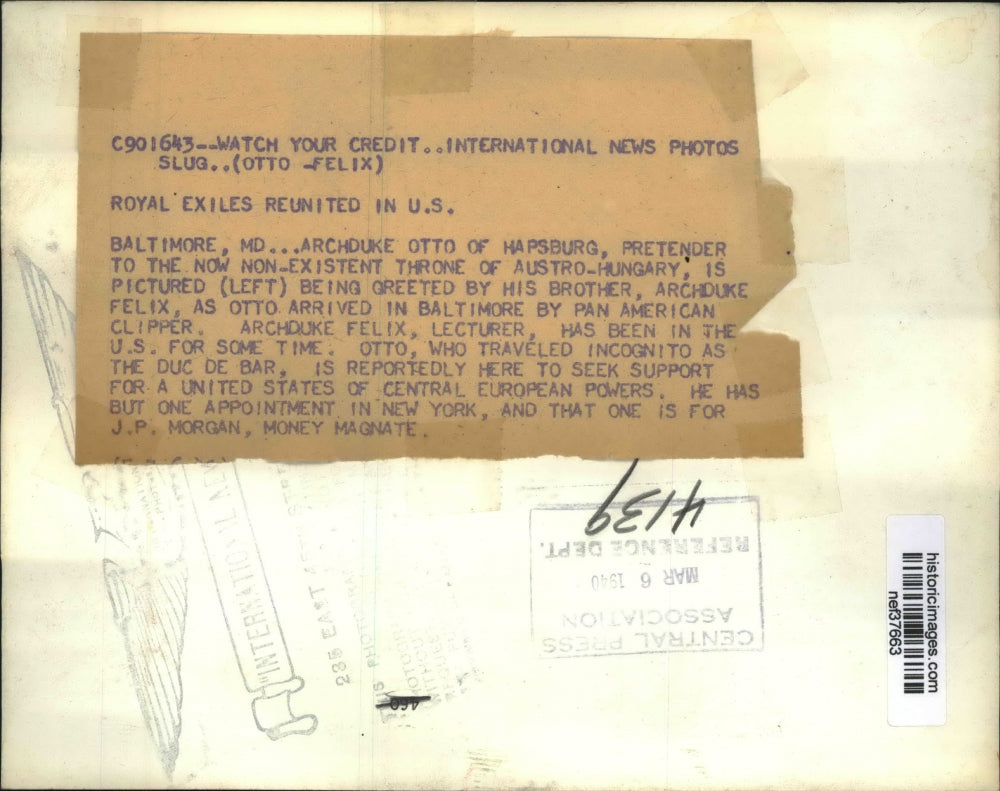 C901643--WATCH YOUR CREDIT..INTERNATIONAL NEWS PHOTOS
SLUG..(OTTO -FELIX)
ROYAL EXILES REUNITED IN U.S.
BALTIMORE, MD...ARCHDUKE OTTO OF HAPSBURG, PRETENDER
TO THE NOW NON-EXISTENT THRONE OF AUSTRO-HUNGARY, IS
PICTURED (LEFT) BEING GREETED BY HIS BROTHER, ARCHDUKE
FELIX, AS OTTO ARRIVED IN BALTIMORE BY PAN AMERICAN
CLIPPER. ARCHDUKE FELIX, LECTURER, HAS BEEN IN THE
U.S. FOR SOME TIME. OTTO, WHO TRAVELED INCOGNITO AS
THE DUC DE BAR, IS REPORTEDLY HERE TO SEEK SUPPORT
FOR A UNITED STATES OF CENTRAL EUROPEAN POWERS. HE HAS
BUT ONE APPOINTMENT IN NEW YORK, AND THAT ONE IS FOR
J.P. MORGAN, MONEY MAGNATE.
4139
CENTRAL PRESS
ASSOCIATION
MAR 6 1940
REFERENCE DEPT.
"INTERNATIONAL NEW
235 EAST
historicimages.com
nef37663